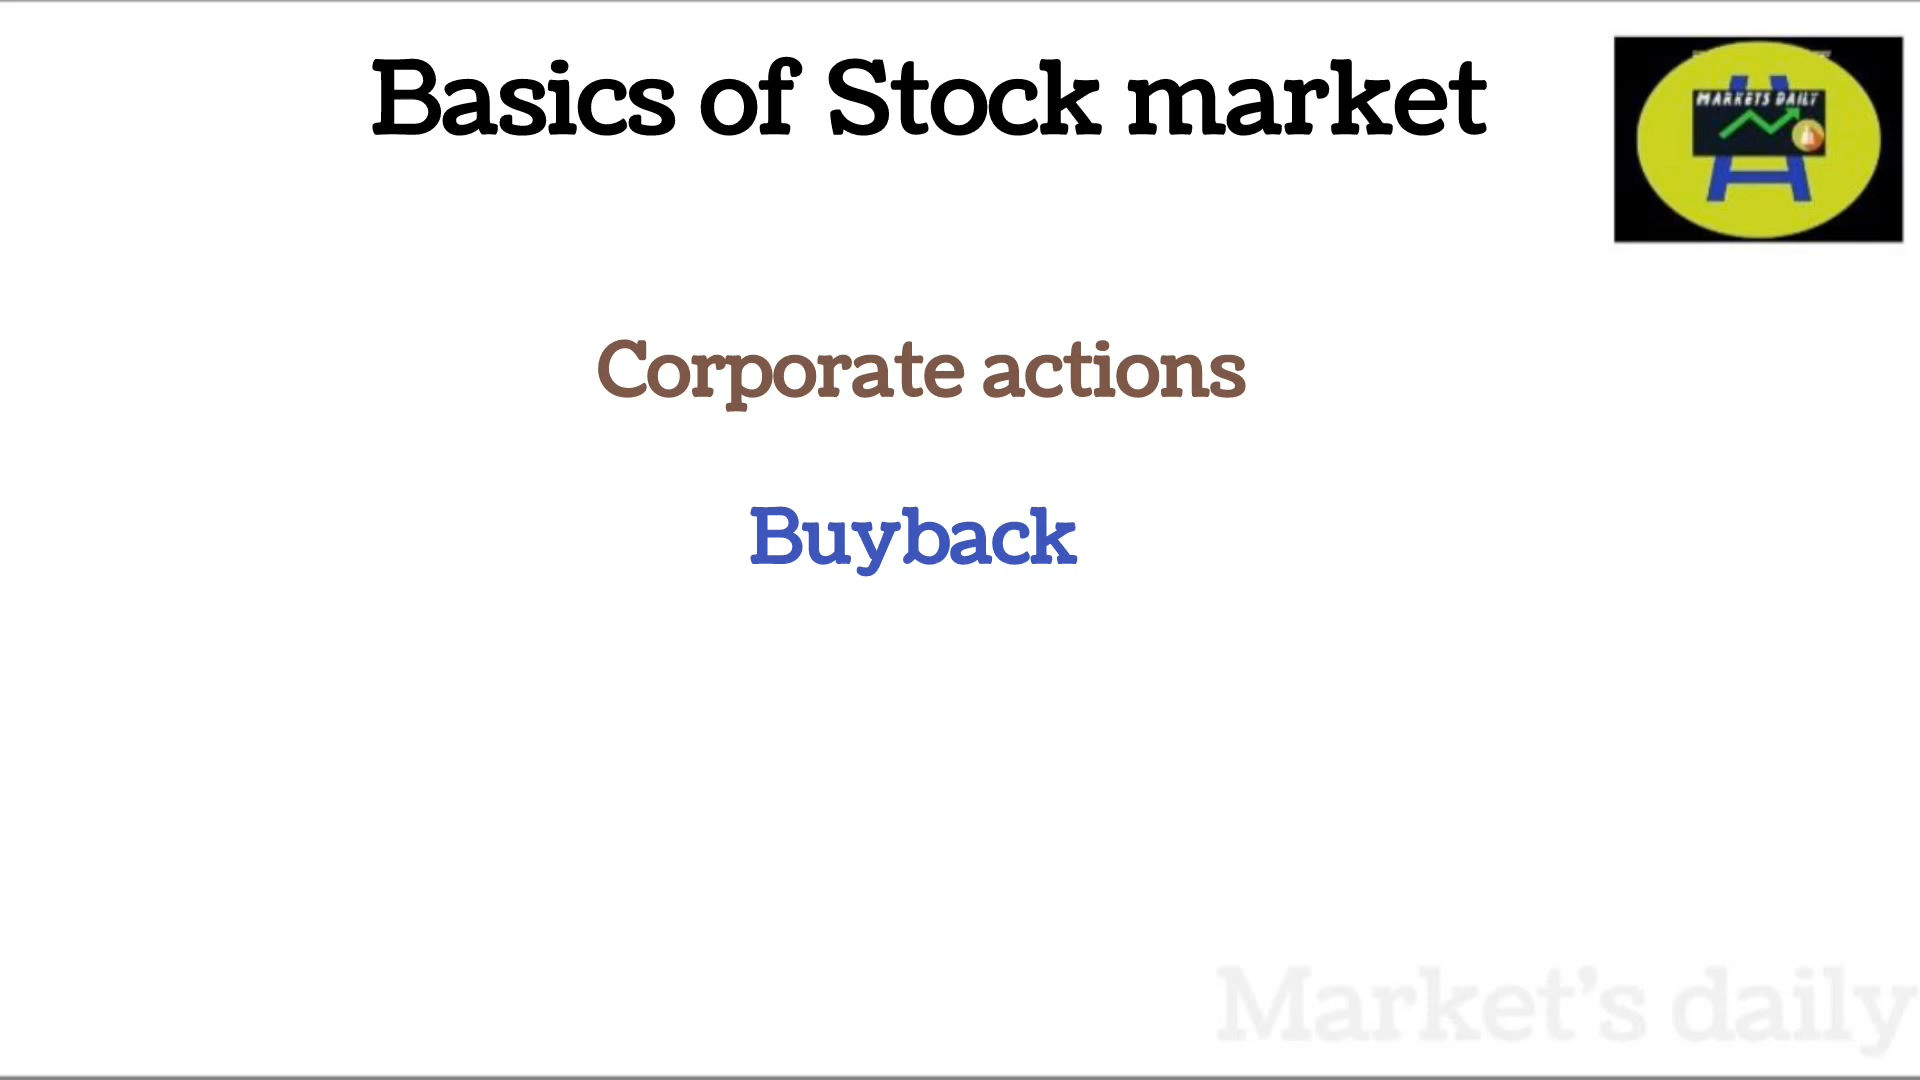 Basics of Stock market
MARKETS DAILY
Corporate actions
Buyback
Market's daily